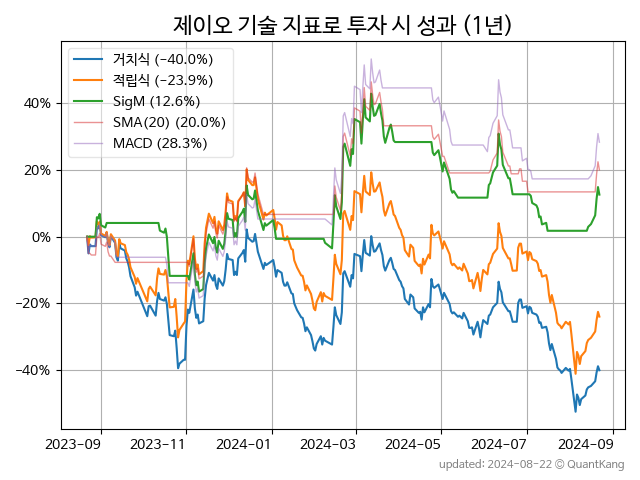 제이오 기술 지표로 투자 시 성과 (1년)
거치식 (−40.0%)
적립식 (−23.9%)
SigM (12.6%)
SMA(20) (20.0%)
MACD (28.3%)
40%
20%
0%
−20%
−40%
2023-09 2023-11 2024-01 2024-03 2024-05 2024-07 2024-09
updated: 2024-08-22 © QuantKang